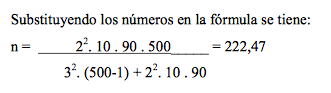 Substituyendo los números en la fórmula se tiene:
n = 2². 10 . 90 . 500 = 222,47
3². (500-1) + 2². 10 . 90